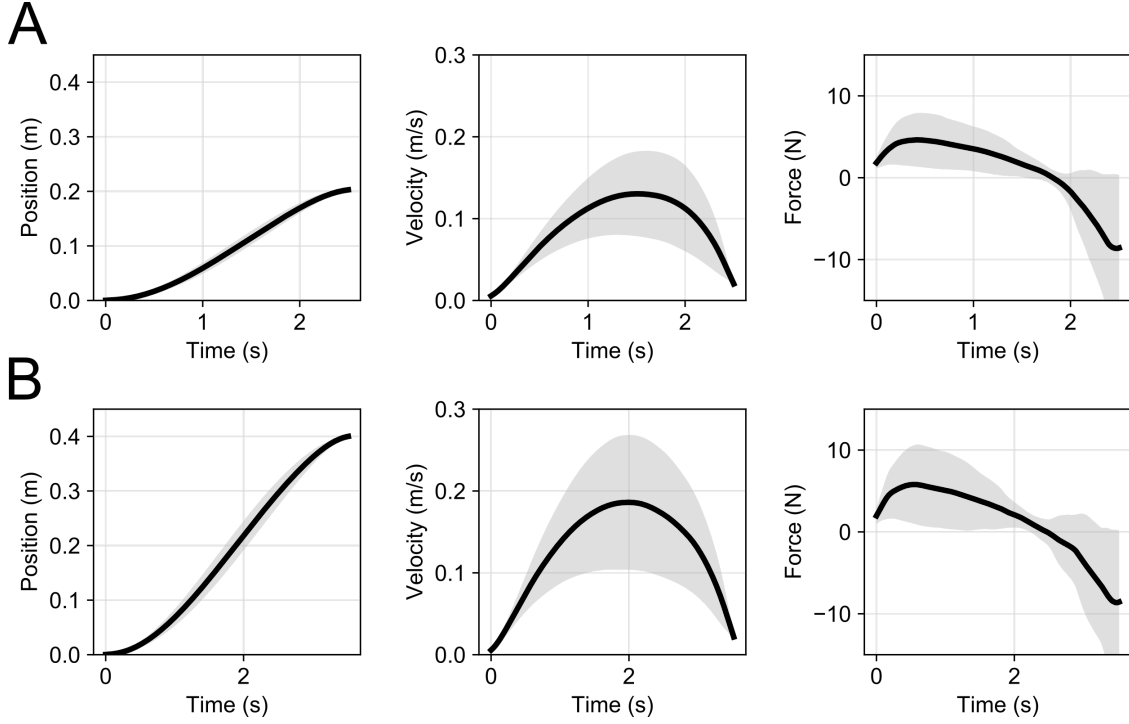 A
Position (m)
0.4
0.3
0.2
0.1
0.0
0 1 2
Time (s)
Velocity (m/s)
0.3
0.2
0.1
0.0
0 1 2
Time (s)
Force (N)
10
0
−10
0 1 2
Time (s)
B
Position (m)
0.4
0.3
0.2
0.1
0.0
0 2
Time (s)
Velocity (m/s)
0.3
0.2
0.1
0.0
0 2
Time (s)
Force (N)
10
0
−10
0 2
Time (s)